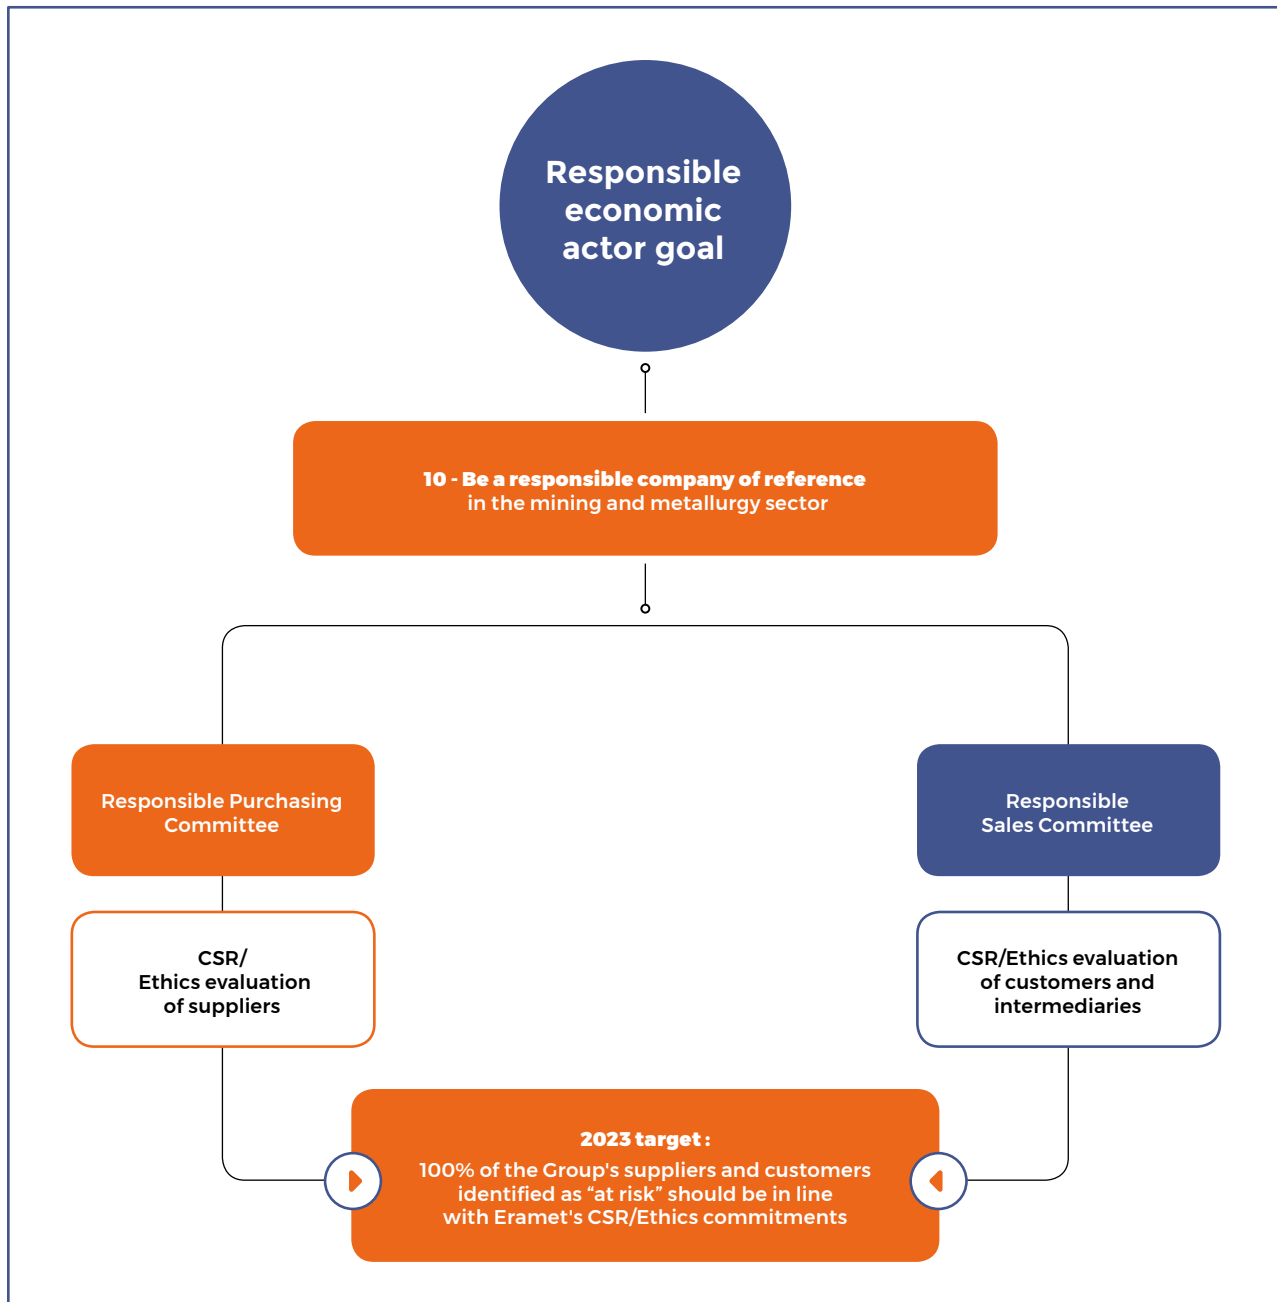 Responsible
economic
actor goal
10 - Be a responsible company of reference
in the mining and metallurgy sector
Responsible Purchasing
Committee
Responsible
Sales Committee
CSR/
Ethics evaluation
of suppliers
CSR/Ethics evaluation
of customers and
intermediaries
2023 target :
100% of the Group's suppliers and customers
identified as “at risk” should be in line
with Eramet's CSR/Ethics commitments